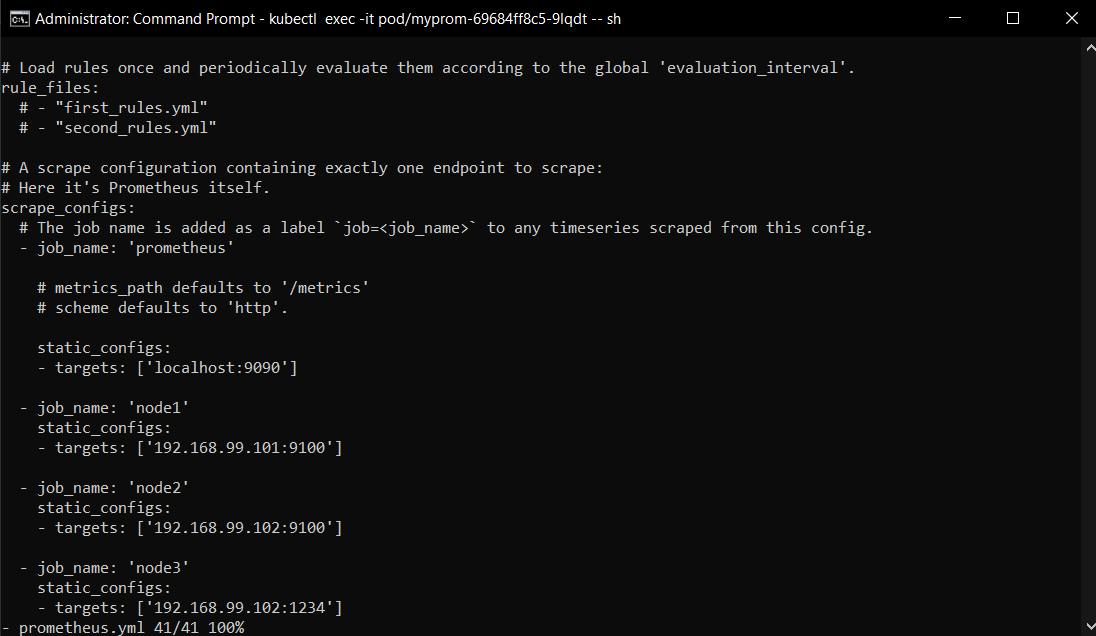 Administrator: Command Prompt - kubectl  exec -it pod/myprom-69684ff8c5-9lqdt -- sh
# Load rules once and periodically evaluate them according to the global 'evaluation_interval'.
rule_files:
  # - "first_rules.yml"
  # - "second_rules.yml"
# A scrape configuration containing exactly one endpoint to scrape:
# Here it's Prometheus itself.
scrape_configs:
  # The job name is added as a label `job=<job_name>` to any timeseries scraped from this config.
  - job_name: 'prometheus'
    # metrics_path defaults to '/metrics'
    # scheme defaults to 'http'.
    static_configs:
    - targets: ['localhost:9090']
  - job_name: 'node1'
    static_configs:
    - targets: ['192.168.99.101:9100']
  - job_name: 'node2'
    static_configs:
    - targets: ['192.168.99.102:9100']
  - job_name: 'node3'
    static_configs:
    - targets: ['192.168.99.102:1234']
- prometheus.yml 41/41 100%